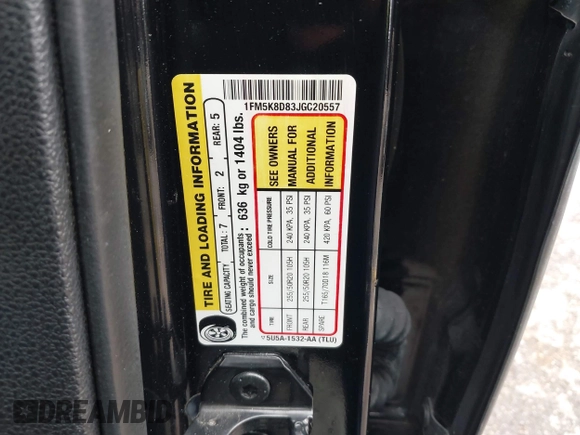 1FM5K8D83JGC20557
TIRE AND LOADING INFORMATION
SEATING CAPACITY TOTAL: 7 FRONT: 2 REAR: 5
The combined weight of occupants and cargo should never exceed : 636 kg or 1404 lbs.
TIRE SIZE COLD TIRE PRESSURE
FRONT 255/50R20 105H 240 KPA, 35 PSI
REAR 255/50R20 105H 240 KPA, 35 PSI
SPARE T165/70D18 116M 420 KPA, 60 PSI
SEE OWNERS
MANUAL FOR
ADDITIONAL
INFORMATION
5U5A-1532-AA (TLU)
DREAMBID